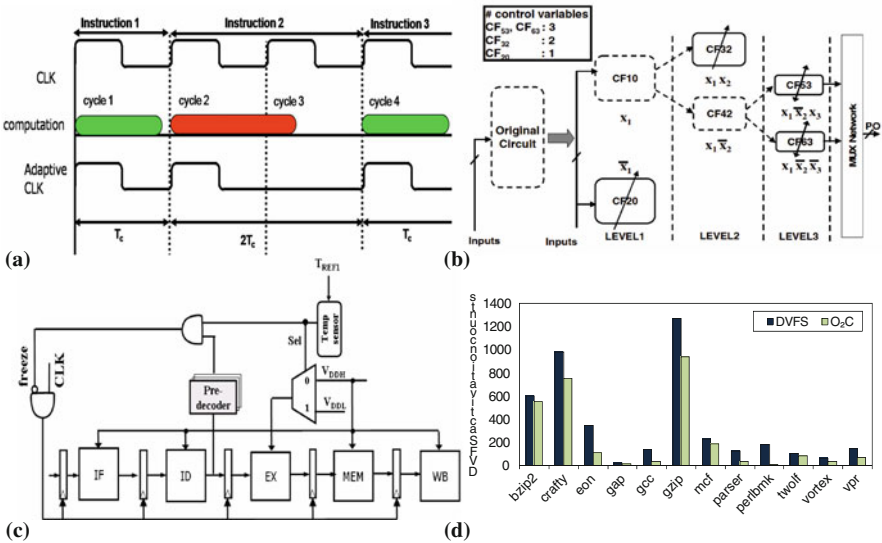 Instruction 1
Instruction 2
Instruction 3
CLK
cycle 1
cycle 2
cycle 3
cycle 4
computation
Adaptive
CLK
Tc
2Tc
Tc
(a)
# control variables
CF53, CF63 : 3
CF32 : 2
CF20 : 1
Original
Circuit
CF10
x1
x̅1
CF20
CF32
x1 x2
CF42
x1 x̅2
CF53
x1 x̅2 x3
CF63
x1 x̅2 x̅3
MUX Network
PO
Inputs
Inputs
LEVEL1
LEVEL2
LEVEL3
(b)
TREF1
Temp
sensor
Sel
freeze
CLK
Pre-
decoder
0
1
VDDH
VDDL
IF
ID
EX
MEM
WB
(c)
DVFS activation counts
1400
1200
1000
800
600
400
200
0
DVFS
O2C
bzip2
crafty
eon
gap
gcc
gzip
mcf
parser
perlbmk
twolf
vortex
vpr
(d)